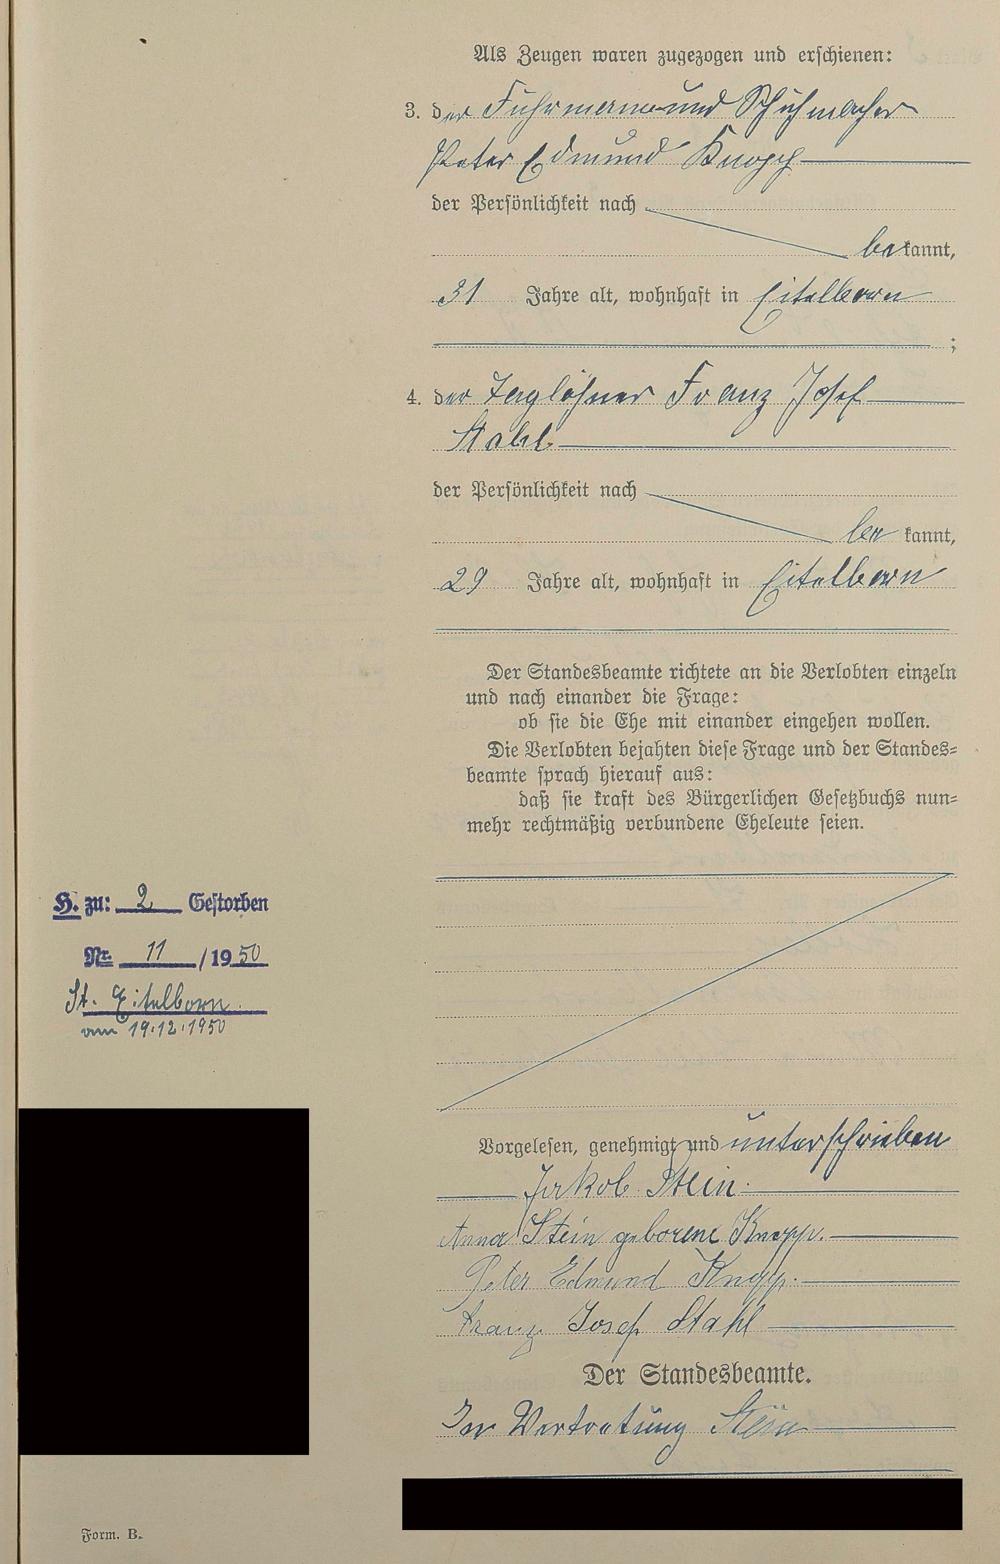 Als Zeugen waren zugezogen und erschienen:
3. der Fuhrmann und Schuhmacher
Peter Edmund Knopp
der Persönlichkeit nach
bekannt,
31 Jahre alt, wohnhaft in Eitelborn
;
4. der Taglöhner Franz Josef
Stahl
der Persönlichkeit nach
bekannt,
29 Jahre alt, wohnhaft in Eitelborn
Der Standesbeamte richtete an die Verlobten einzeln
und nach einander die Frage:
ob sie die Ehe mit einander eingehen wollen.
Die Verlobten bejahten diese Frage und der Standes=
beamte sprach hierauf aus:
daß sie kraft des Bürgerlichen Gesetzbuchs nun=
mehr rechtmäßig verbundene Eheleute seien.
H. zu: 2 Gestorben
Nr. 11 / 1950
St. Eitelborn
am 19.12.1950
Vorgelesen, genehmigt und unterschrieben
Jakob Stein.
Anna Stein geborene Knopp.
Peter Edmund Knopp.
Franz Josef Stahl
Der Standesbeamte.
In Vertretung Stein
Form. B.